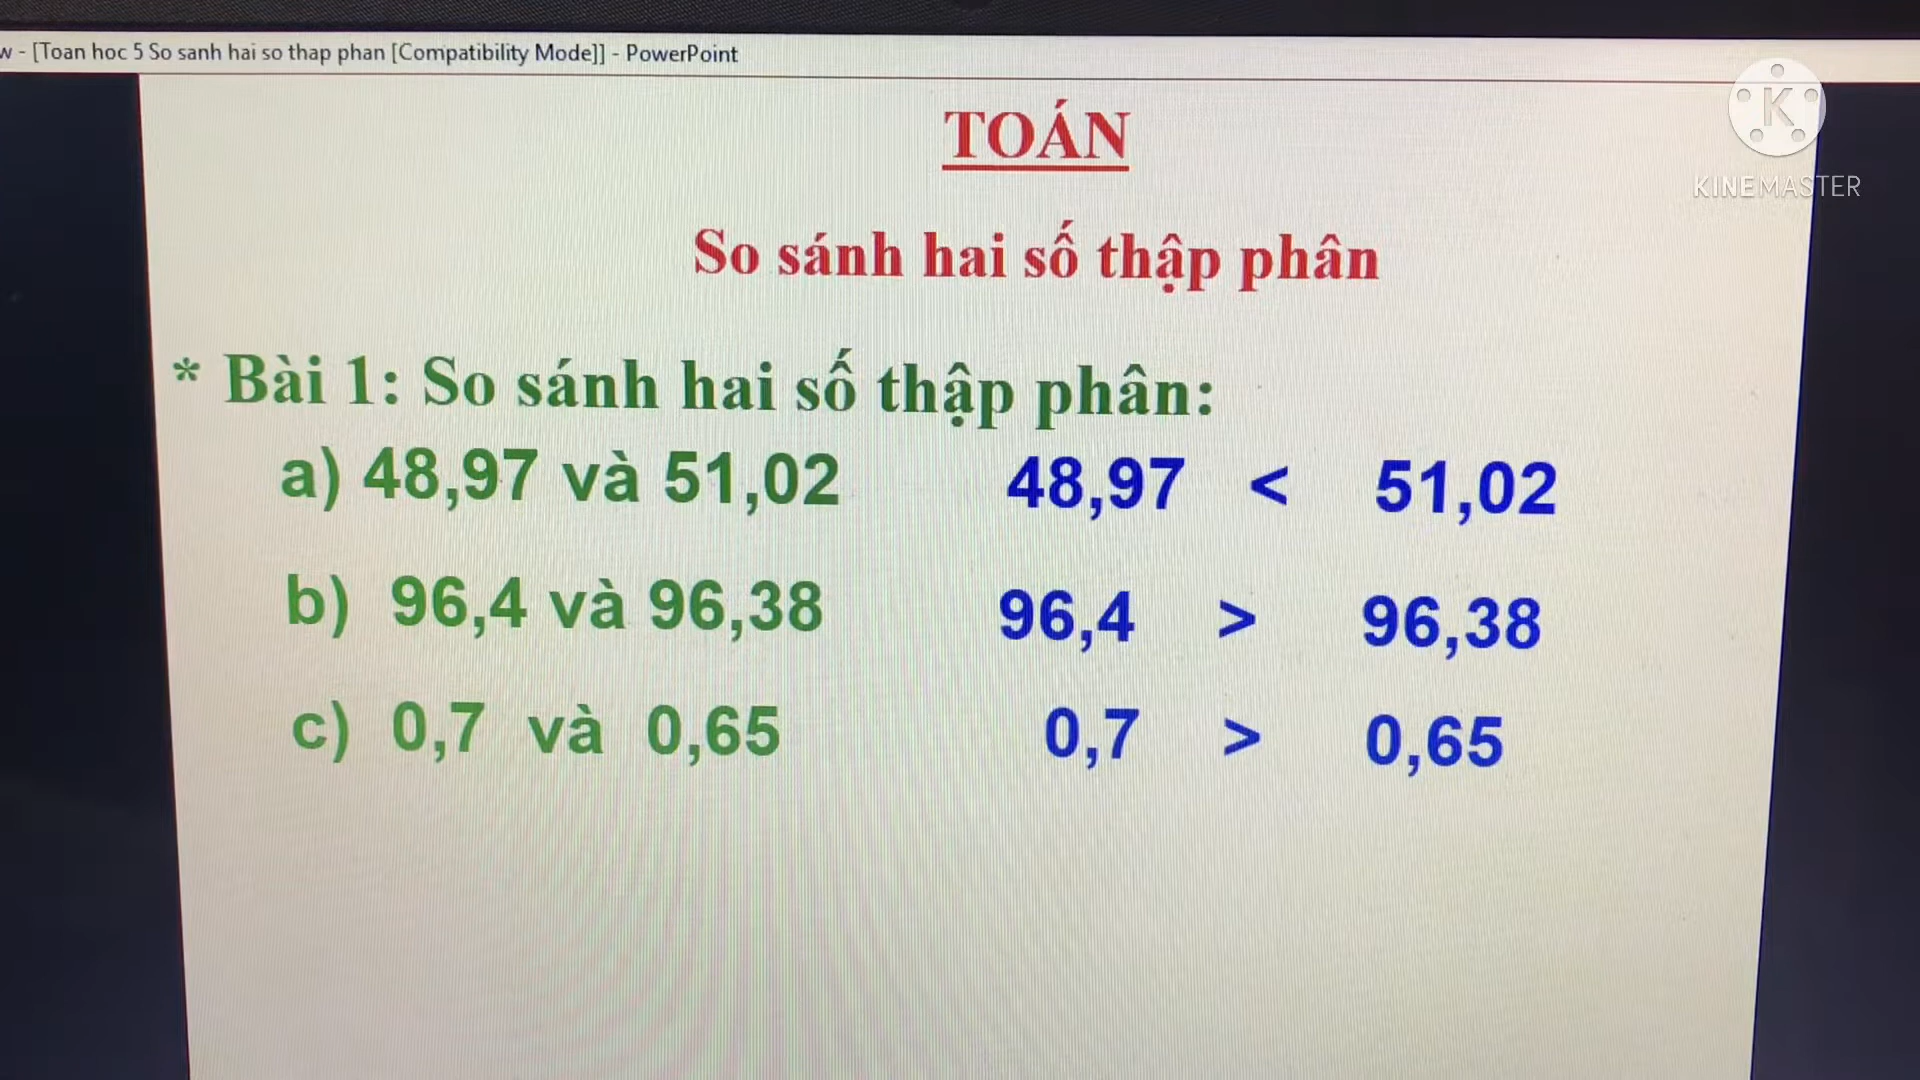 w - [Toan hoc 5 So sanh hai so thap phan [Compatibility Mode]] - PowerPoint
K
KINEMASTER
TOÁN
So sánh hai số thập phân
* Bài 1: So sánh hai số thập phân:
a) 48,97 và 51,02 48,97 < 51,02
b) 96,4 và 96,38 96,4 > 96,38
c) 0,7 và 0,65 0,7 > 0,65